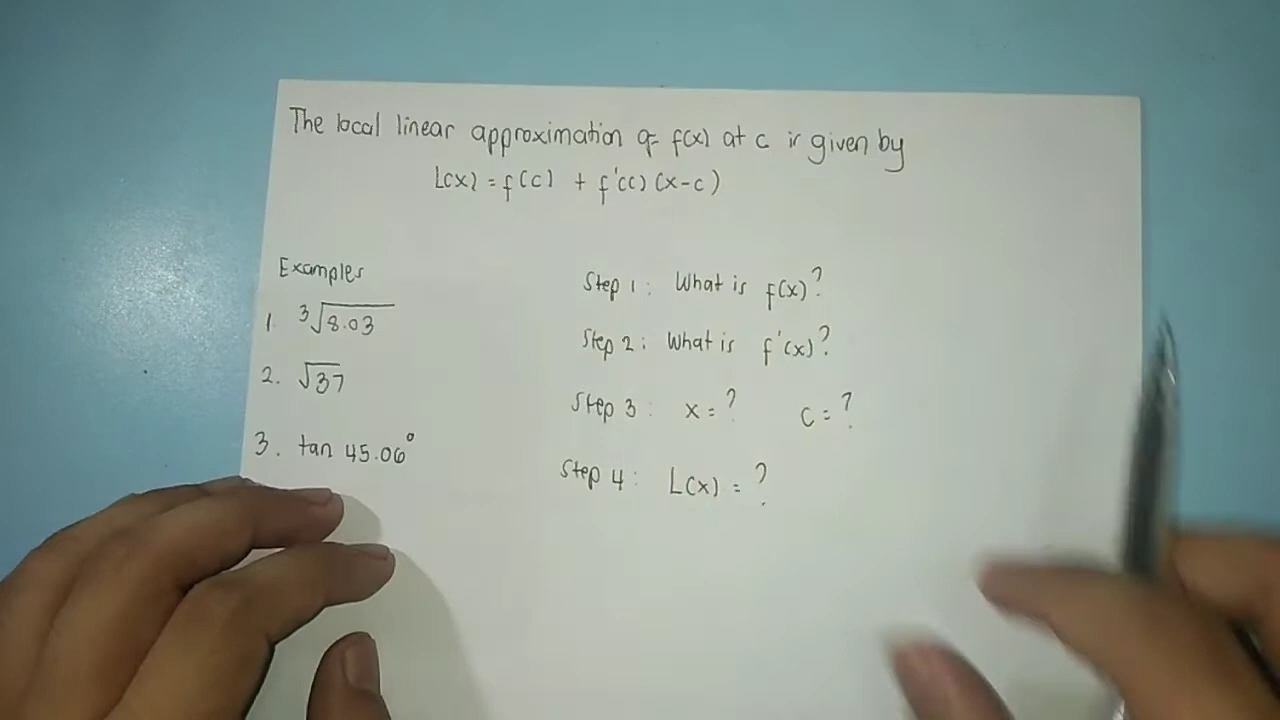 The local linear approximation of f(x) at c is given by
L(x) = f(c) + f'(c) (x-c)
Examples
1. ³√8.03
2. √37
3. tan 45.06°
Step 1: What is f(x)?
Step 2: What is f'(x)?
Step 3: x = ? c = ?
Step 4: L(x) = ?